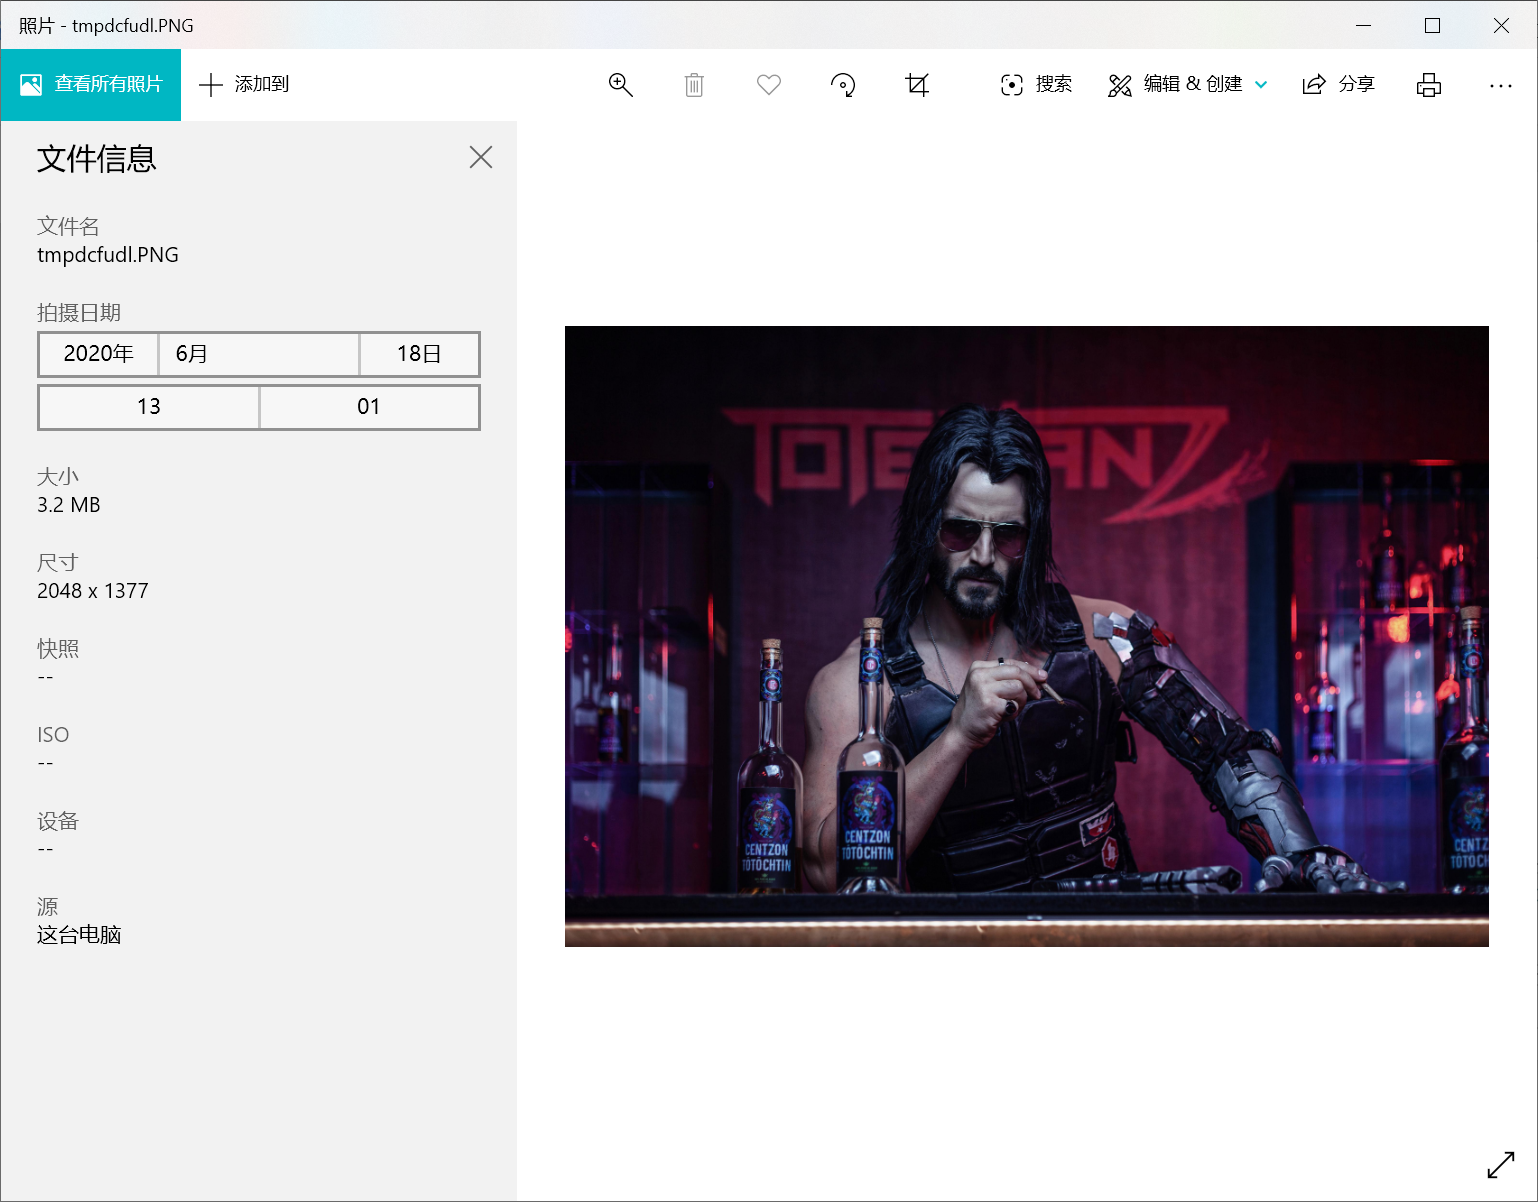 照片 - tmpdcfudl.PNG
查看所有照片
添加到
搜索
编辑 & 创建
分享
文件信息
文件名
tmpdcfudl.PNG
拍摄日期
2020年 6月 18日
13 01
大小
3.2 MB
尺寸
2048 x 1377
快照
--
ISO
--
设备
--
源
这台电脑
CENTZON
TOTOCHTIN
CENTZON
TOTOCHTIN